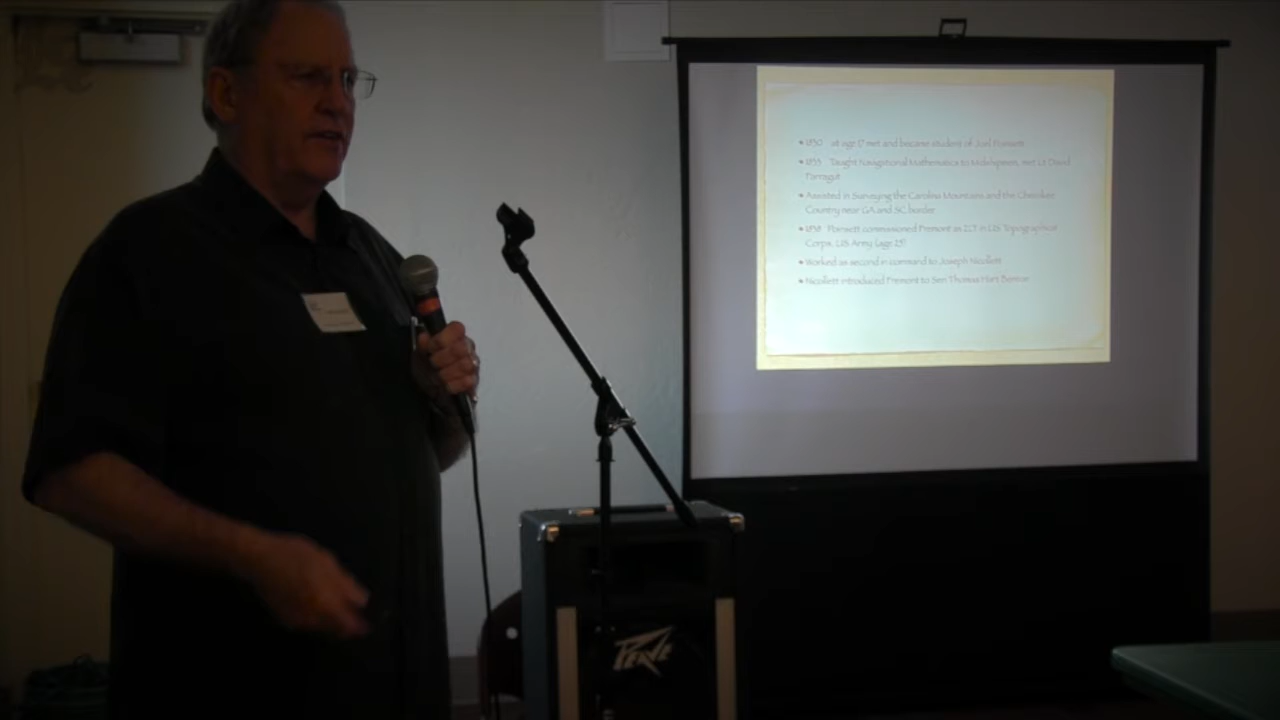 • 1830 at age 17 met and became student of Joel Poinsett
• 1833 Taught Navigational Mathematics to Midshipmen, met Lt David
Farragut
• Assisted in Surveying the Carolina Mountains and the Cherokee
Country near GA and SC border
• 1838 Poinsett commissioned Fremont as 2LT in US Topographical
Corps, US Army (age 25)
• Worked as second in command to Joseph Nicollett
• Nicollett introduced Fremont to Sen Thomas Hart Benton
PEAVEY